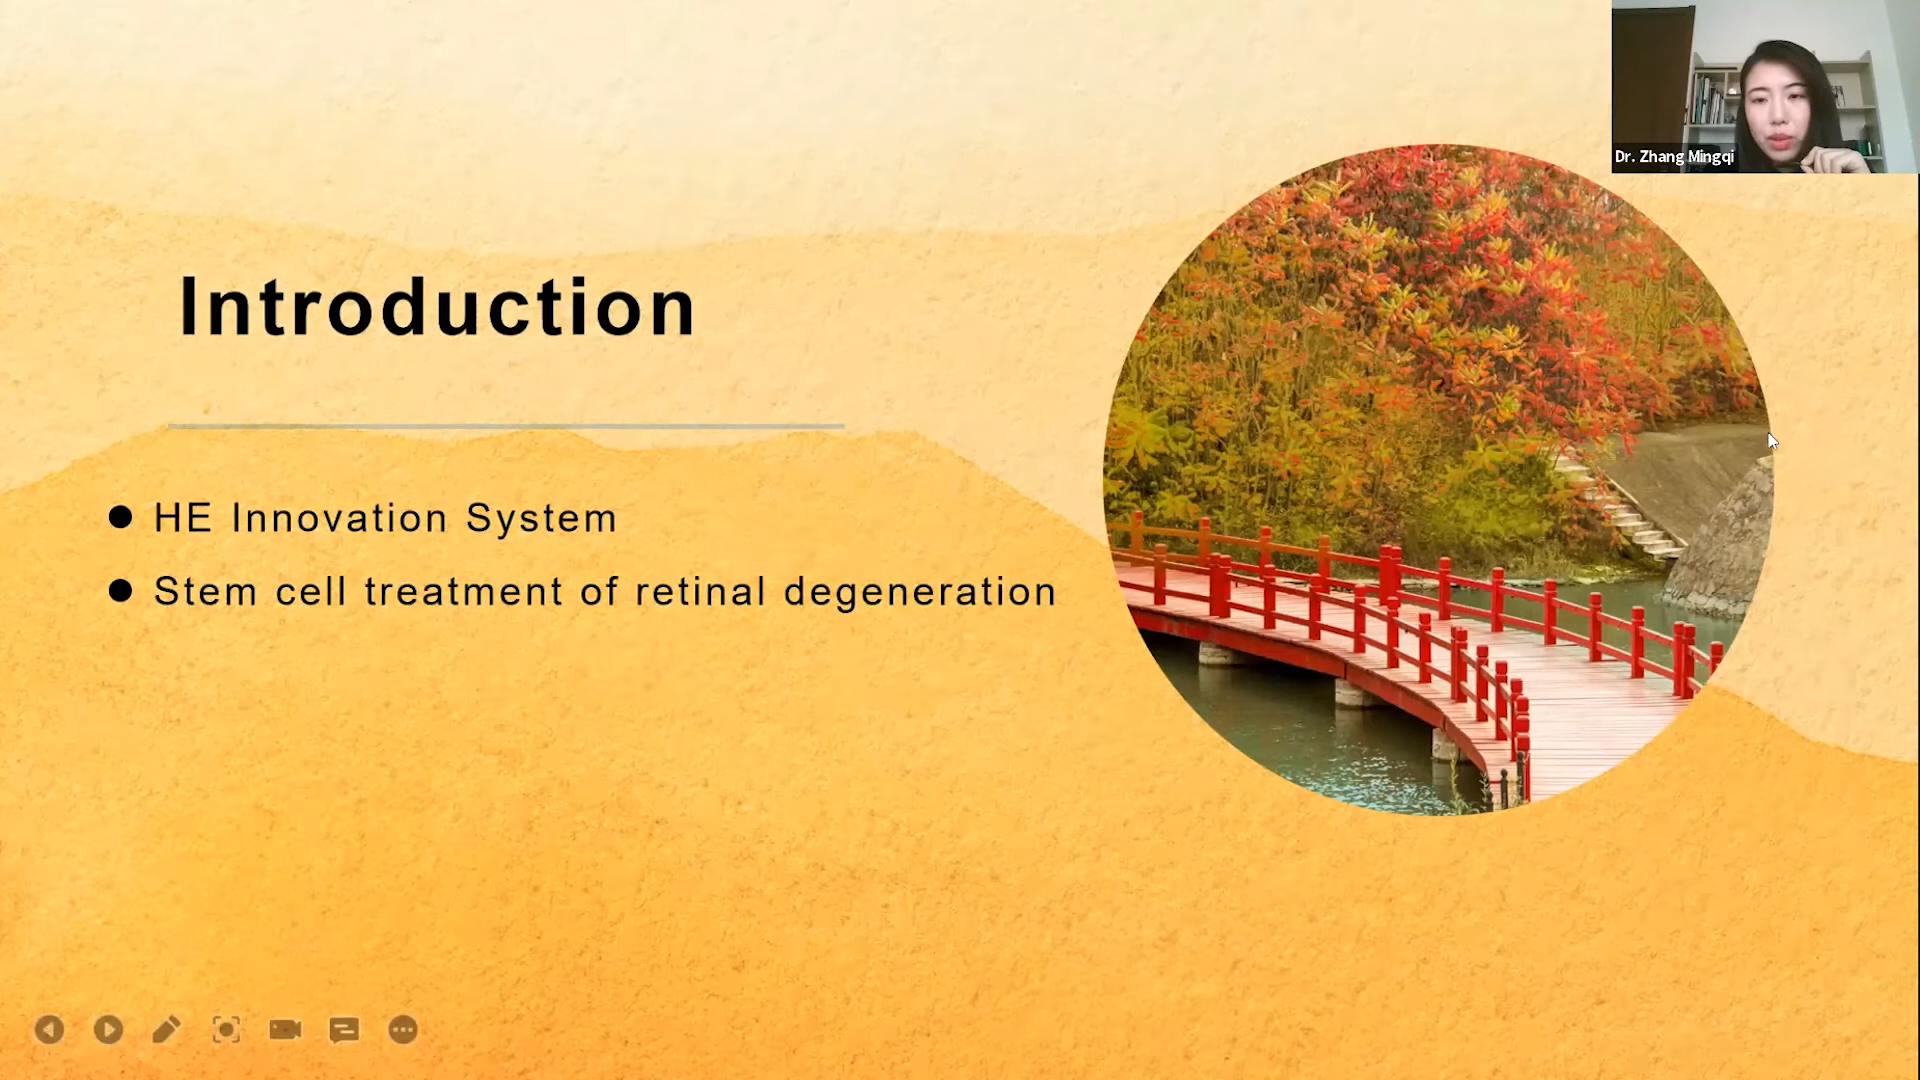 Dr. Zhang Mingqi
Introduction
HE Innovation System
Stem cell treatment of retinal degeneration